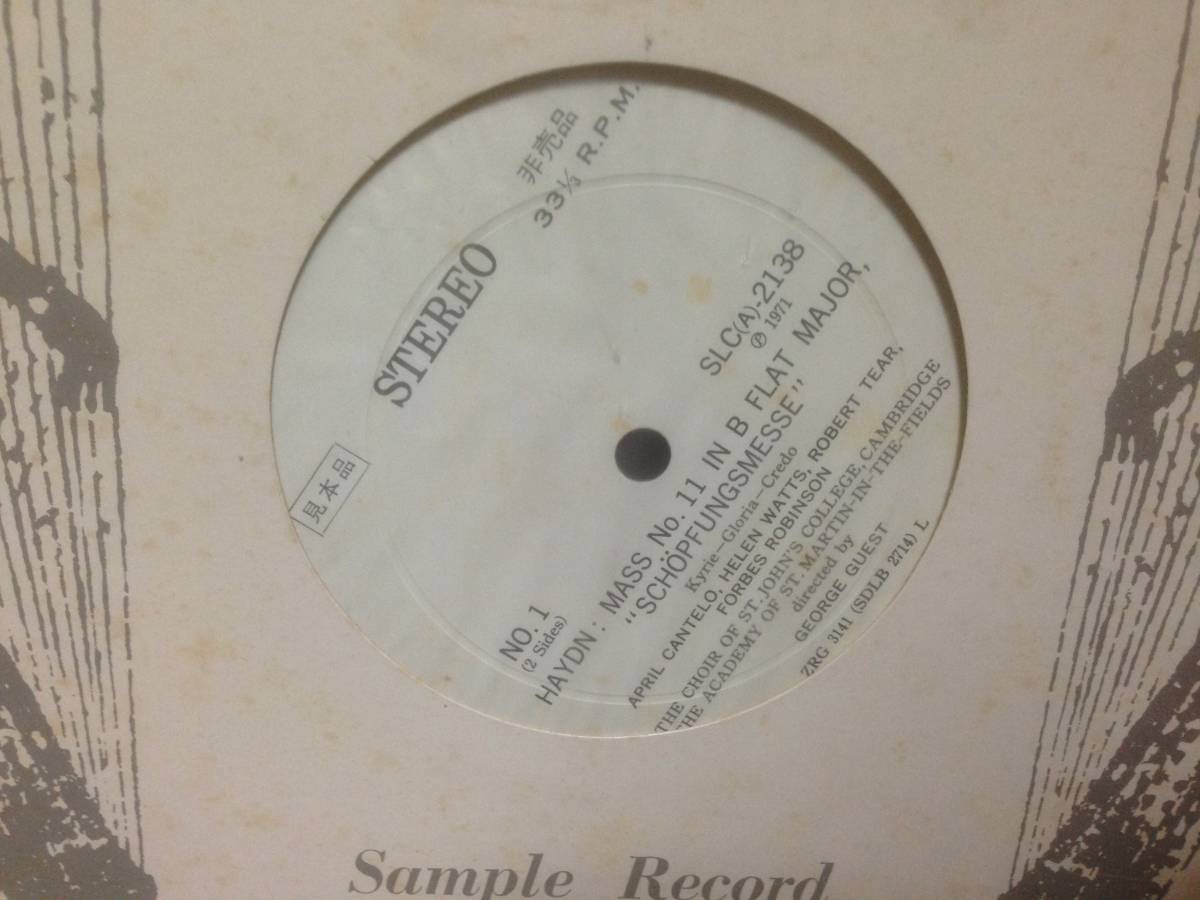 見本品
STEREO
非売品
33⅓ R.P.M.
NO. 1
(2 Sides)
SLC(A)-2138
℗ 1971
HAYDN: MASS No. 11 IN B FLAT MAJOR,
"SCHÖPFUNGSMESSE"
Kyrie—Gloria—Credo
APRIL CANTELO, HELEN WATTS, ROBERT TEAR,
FORBES ROBINSON
THE CHOIR OF ST. JOHN'S COLLEGE, CAMBRIDGE
THE ACADEMY OF ST. MARTIN-IN-THE-FIELDS
directed by
GEORGE GUEST
ZRG 3141 (SDLB 2714) L
Sample Record